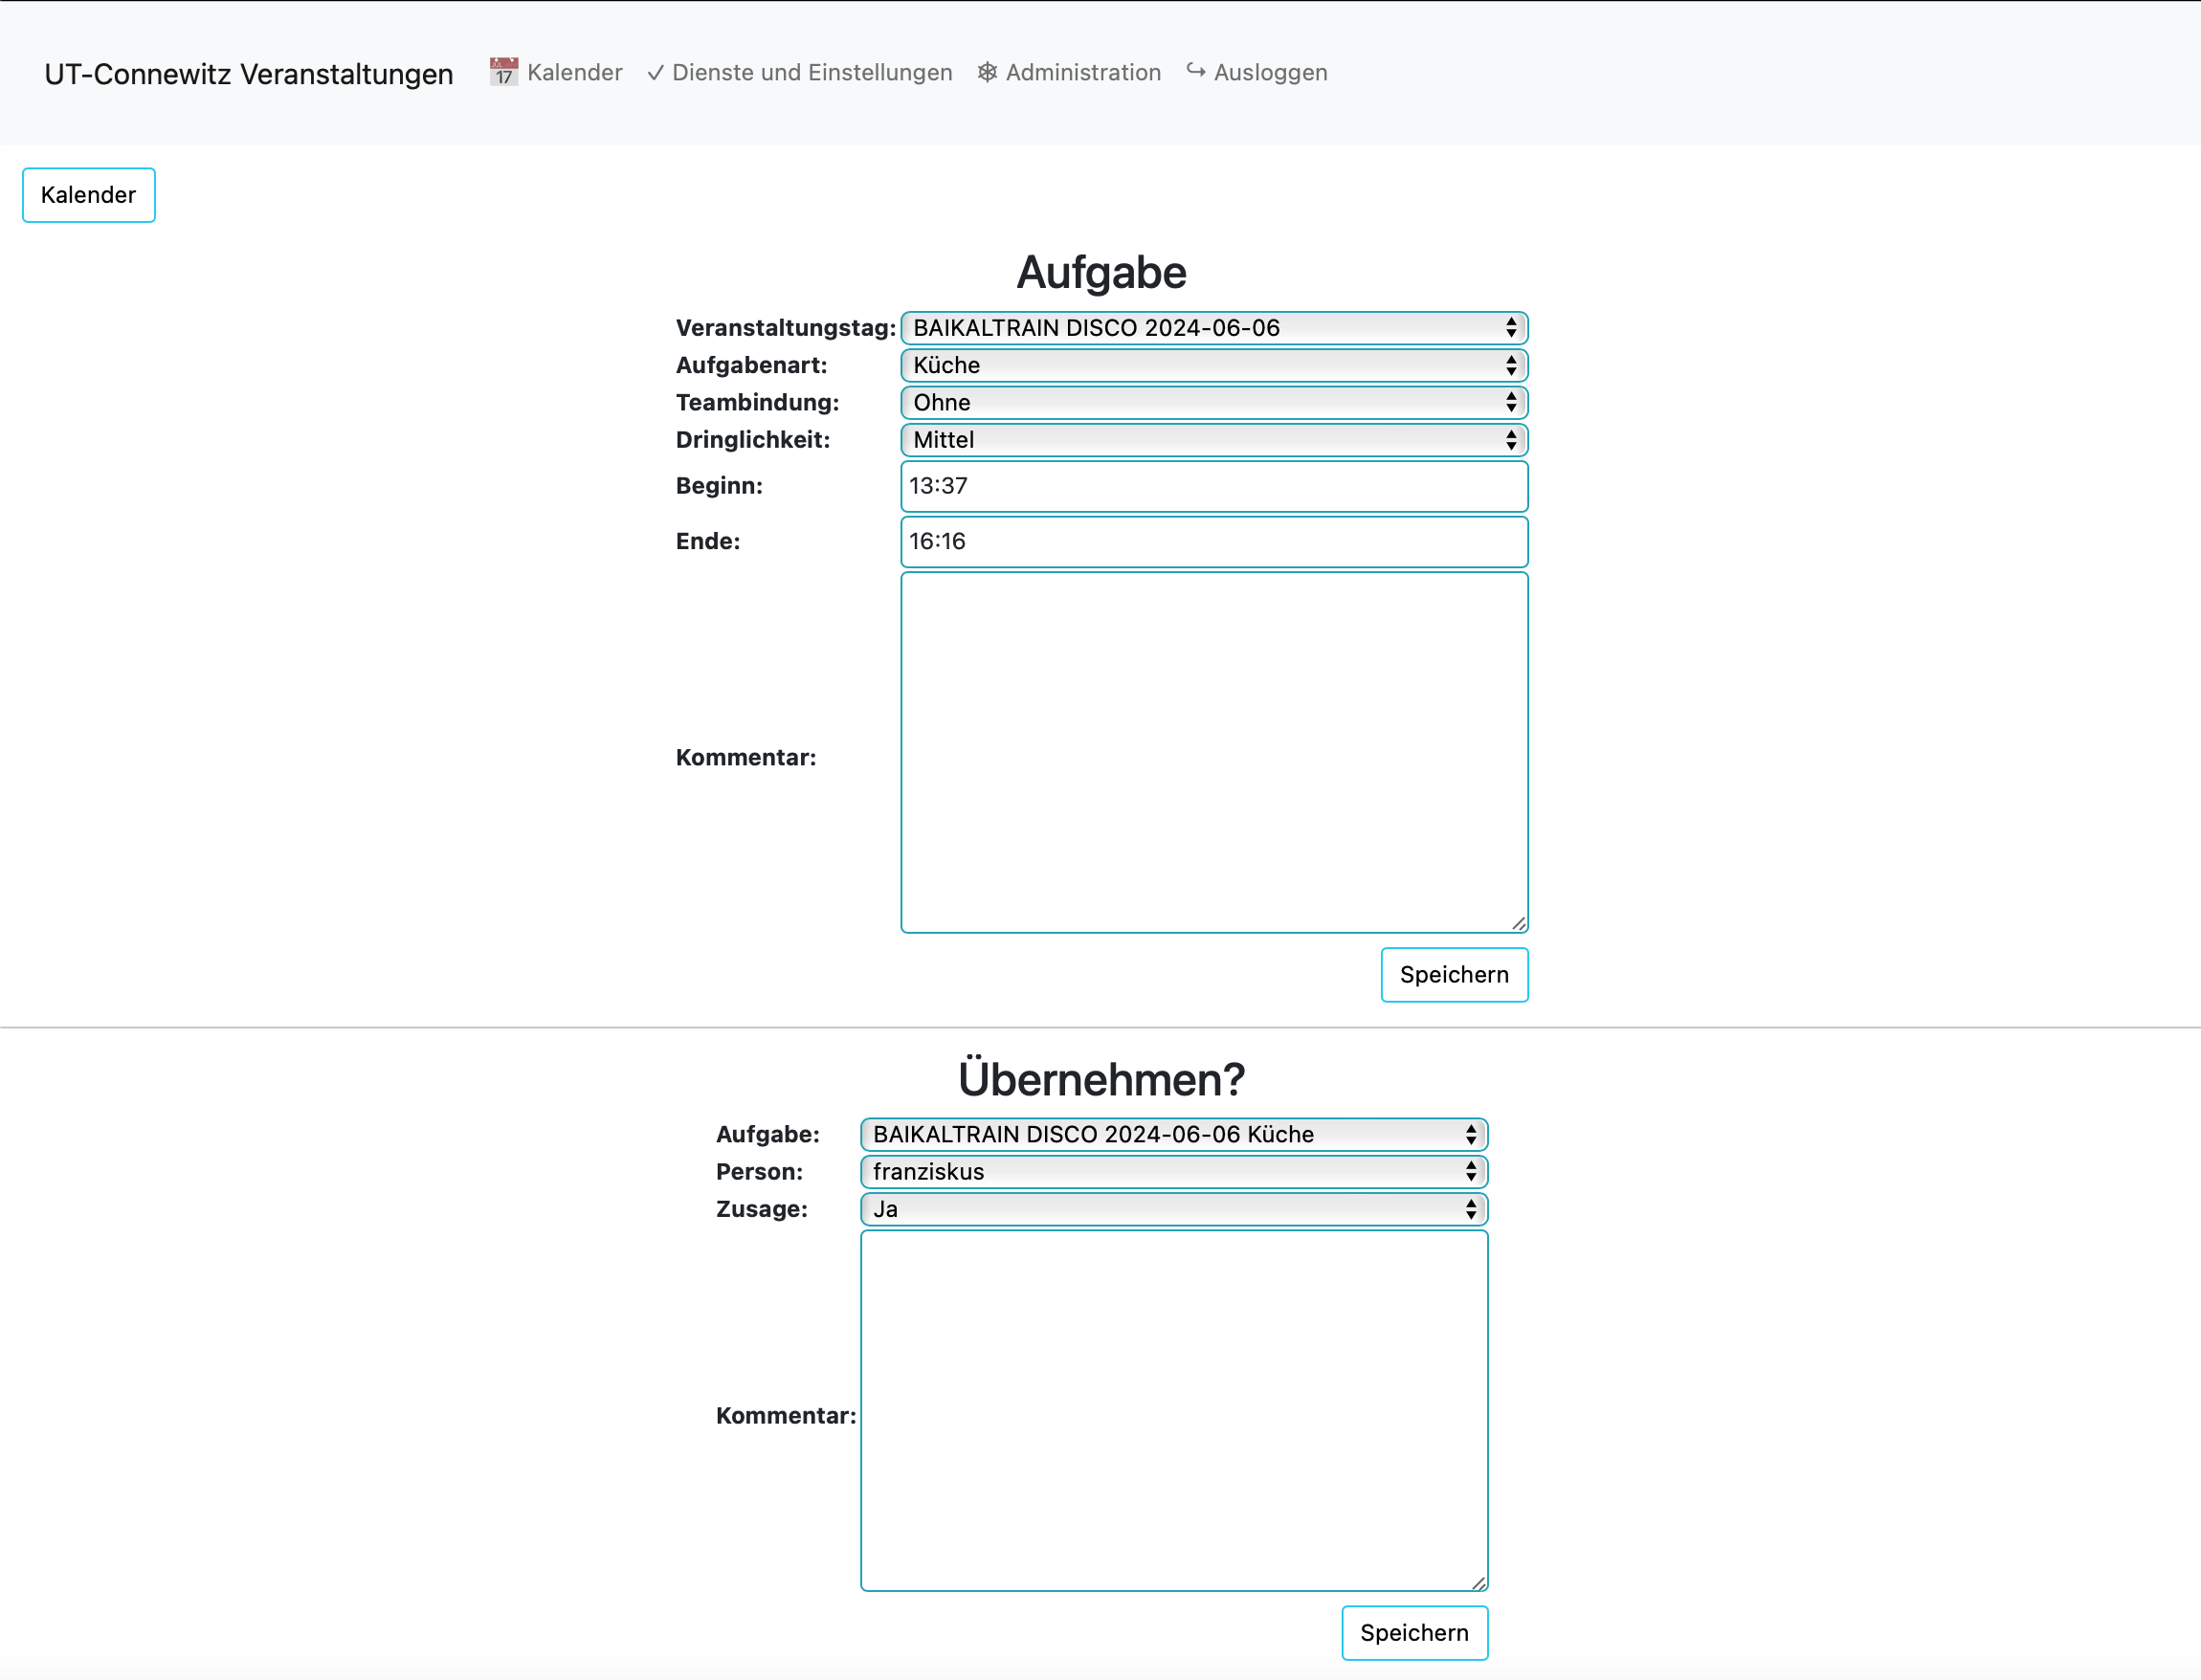 UT-Connewitz Veranstaltungen 17 Kalender ✓ Dienste und Einstellungen ⎈ Administration ↪ Ausloggen
Kalender
Aufgabe
Veranstaltungstag: BAIKALTRAIN DISCO 2024-06-06
Aufgabenart: Küche
Teambindung: Ohne
Dringlichkeit: Mittel
Beginn: 13:37
Ende: 16:16
Kommentar:
Speichern
Übernehmen?
Aufgabe: BAIKALTRAIN DISCO 2024-06-06 Küche
Person: franziskus
Zusage: Ja
Kommentar:
Speichern